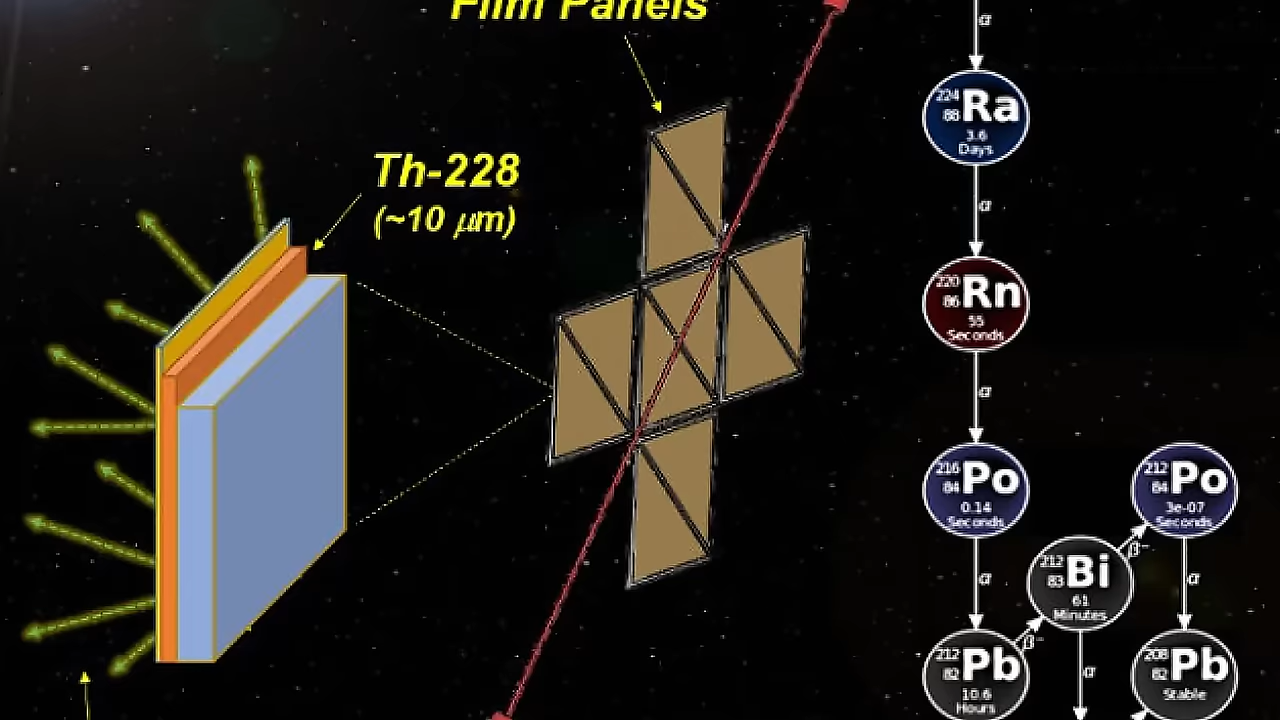 Film Panels
Th-228
(~10 μm)
α
224
88
Ra
3.6
Days
α
220
86
Rn
55
Seconds
α
216
84
Po
0.14
Seconds
212
84
Po
3e-07
Seconds
α
212
83
Bi
61
Minutes
β-
α
212
82
Pb
10.6
Hours
β-
α
208
82
Pb
Stable